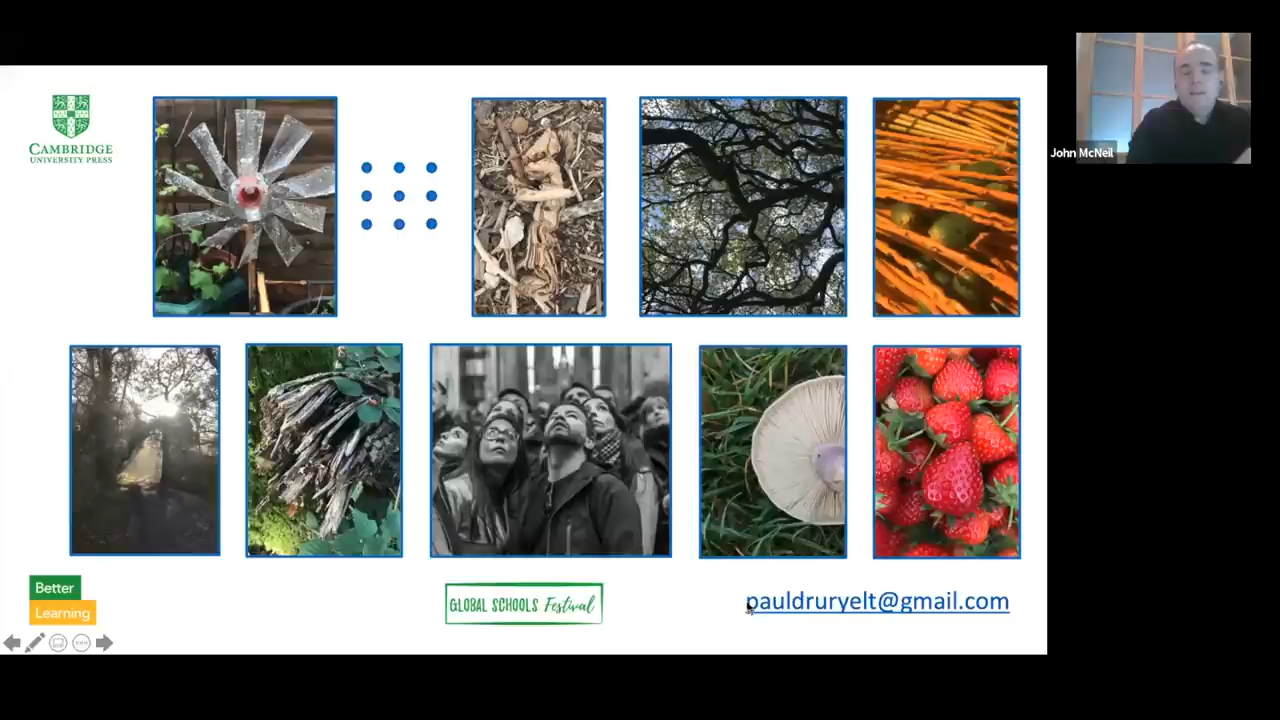 CAMBRIDGE
UNIVERSITY PRESS
John McNeil
Better
Learning
GLOBAL SCHOOLS Festival
pauldruryelt@gmail.com